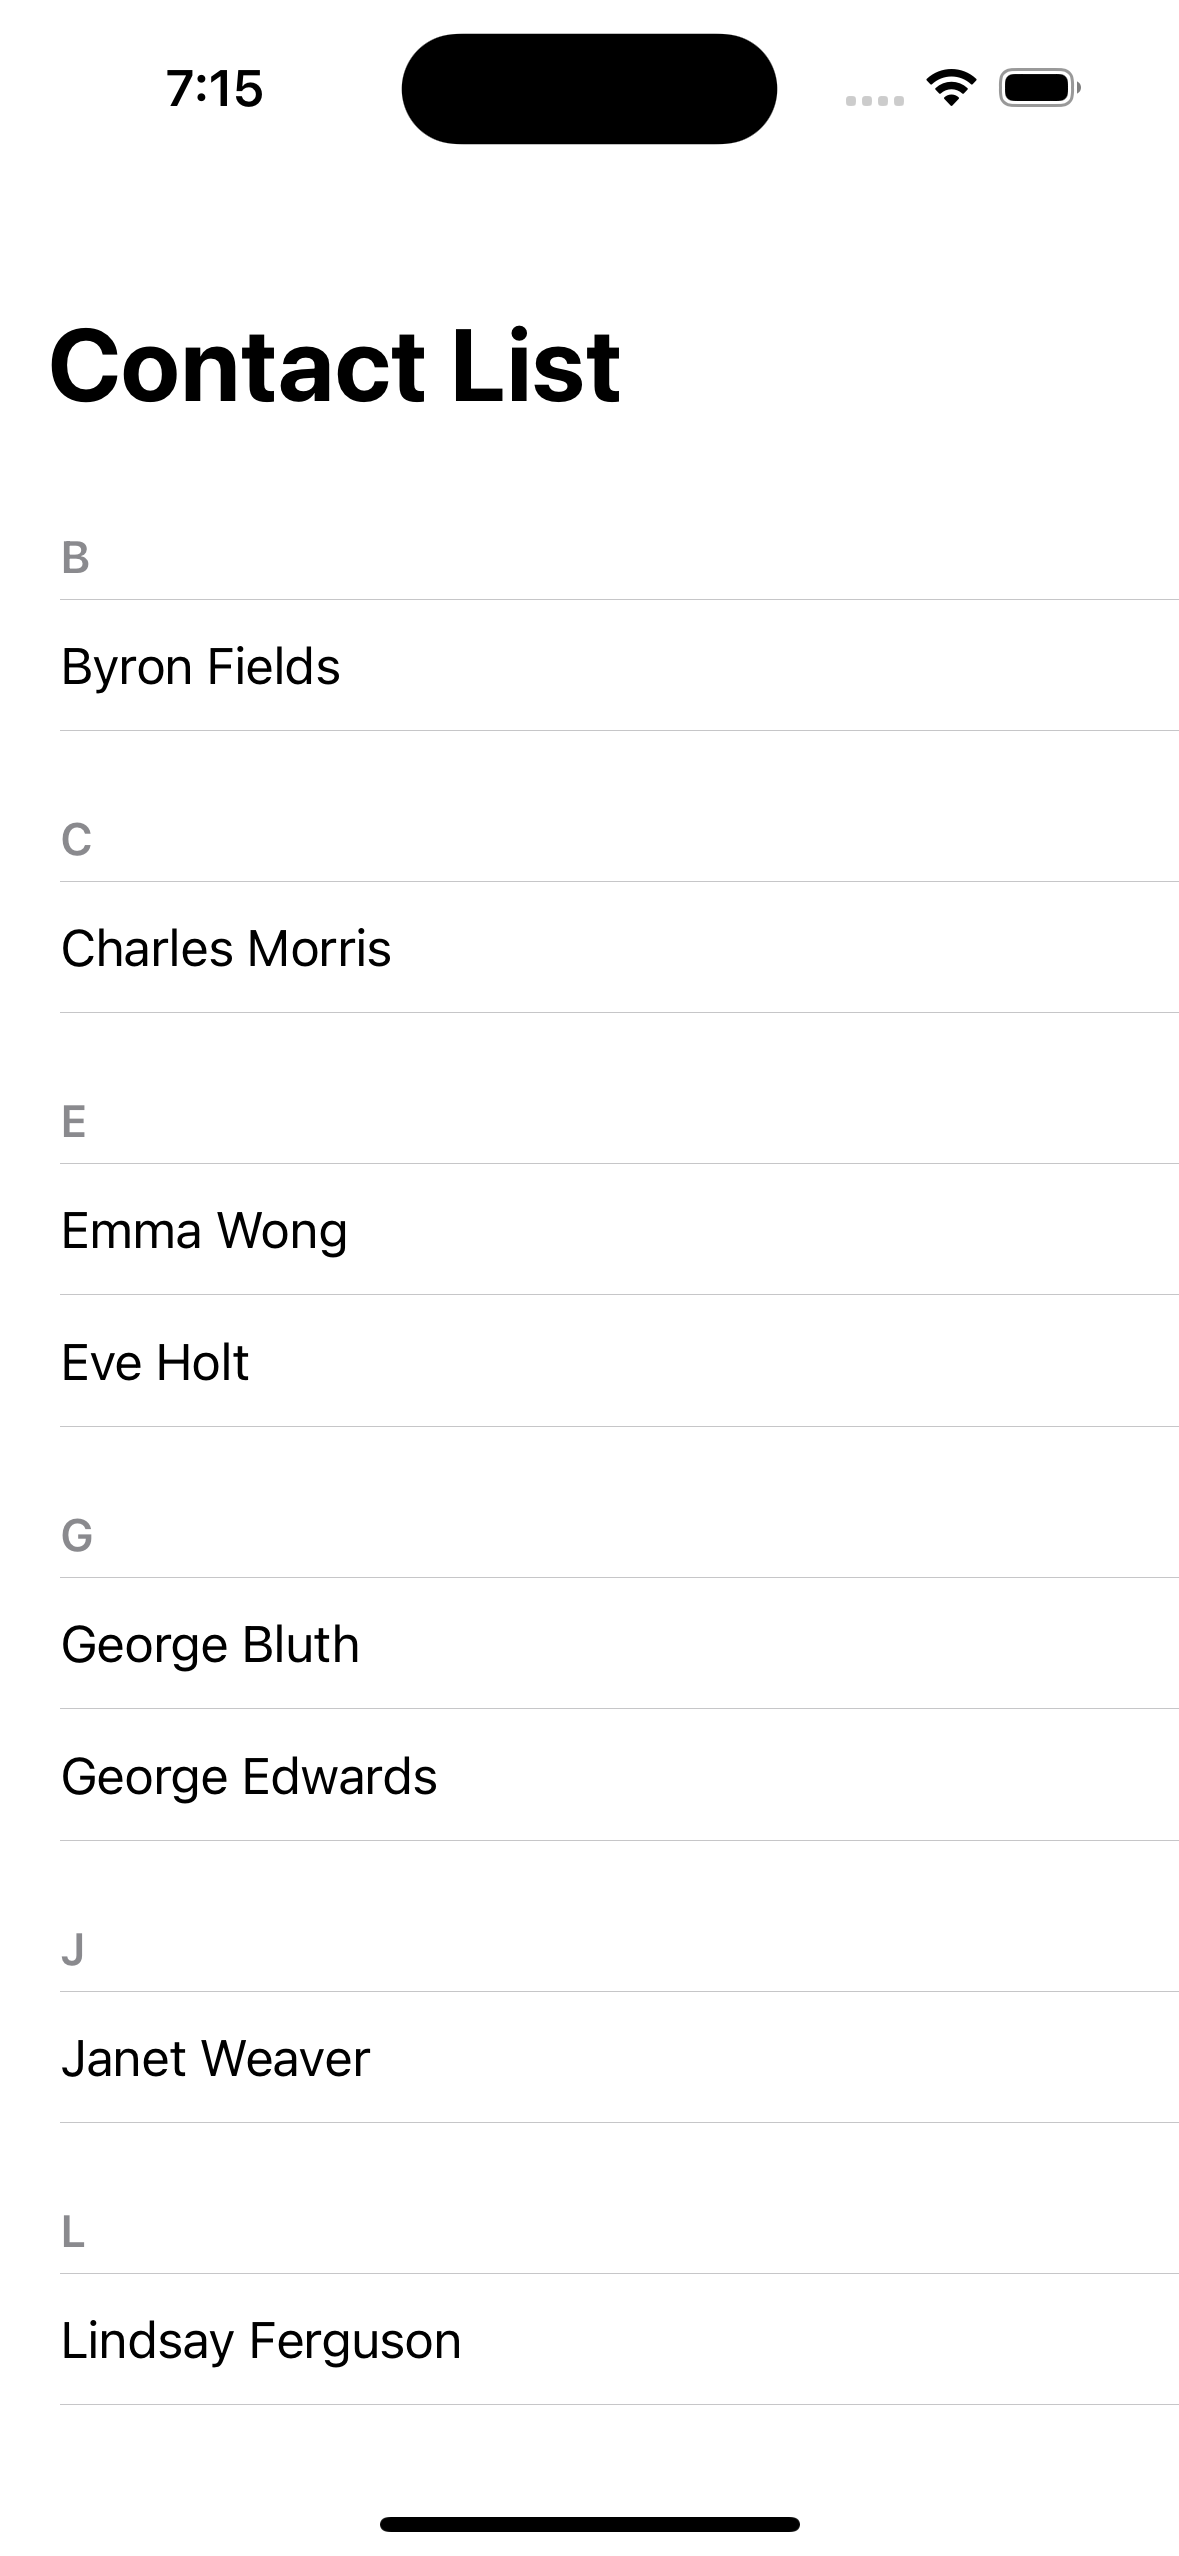 7:15
Contact List
B
Byron Fields
C
Charles Morris
E
Emma Wong
Eve Holt
G
George Bluth
George Edwards
J
Janet Weaver
L
Lindsay Ferguson